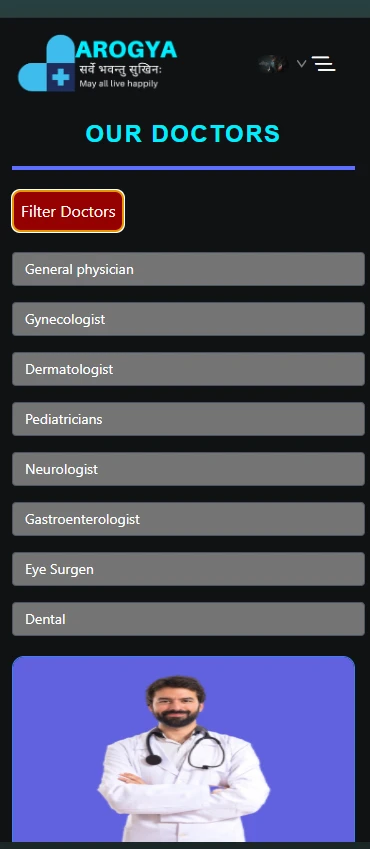 AROGYA
सर्वे भवन्तु सुखिनः
May all live happily
OUR DOCTORS
Filter Doctors
General physician
Gynecologist
Dermatologist
Pediatricians
Neurologist
Gastroenterologist
Eye Surgen
Dental